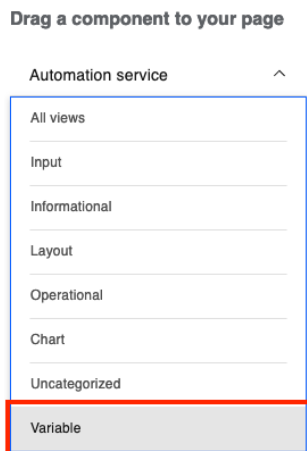 Drag a component to your page
Automation service
All views
Input
Informational
Layout
Operational
Chart
Uncategorized
Variable